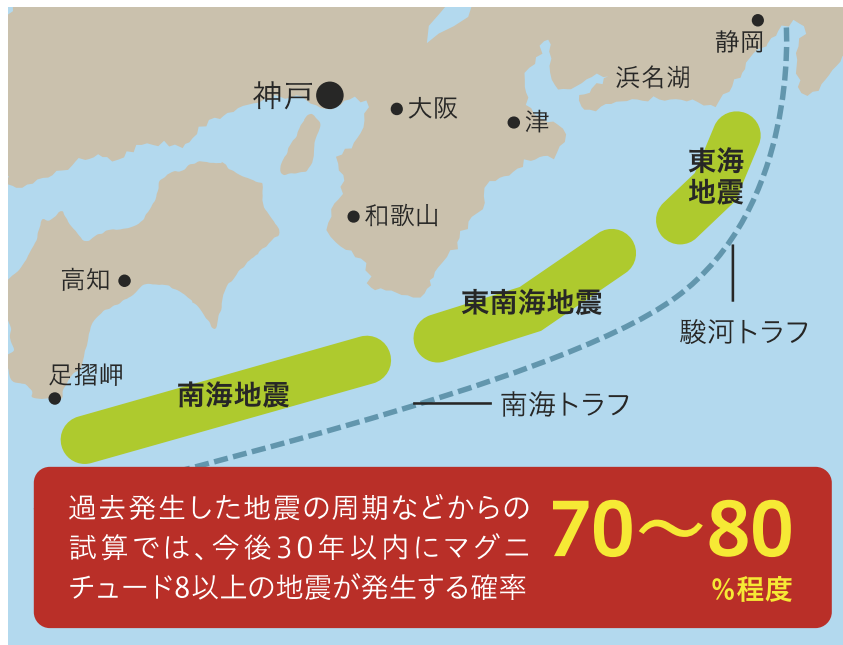 静岡
浜名湖
神戸
大阪
津
東海
地震
和歌山
高知
東南海地震
駿河トラフ
足摺岬
南海地震
南海トラフ
過去発生した地震の周期などからの
試算では、今後30年以内にマグニ
チュード8以上の地震が発生する確率
70〜80
%程度